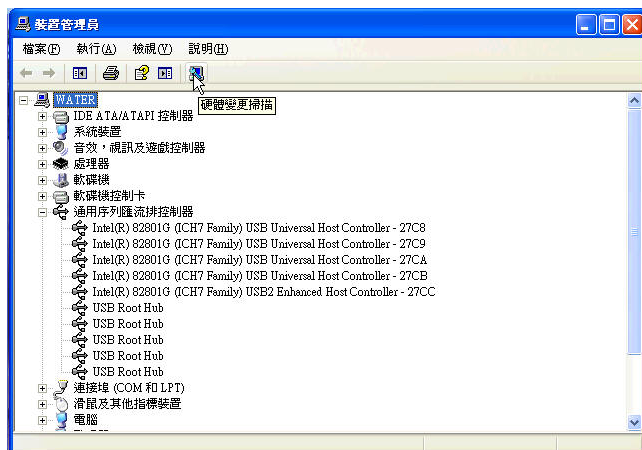 裝置管理員
檔案(F) 執行(A) 檢視(V) 說明(H)
硬體變更掃描
WATER
IDE ATA/ATAPI 控制器
系統裝置
音效，視訊及遊戲控制器
處理器
軟碟機
軟碟機控制卡
通用序列匯流排控制器
Intel(R) 82801G (ICH7 Family) USB Universal Host Controller - 27C8
Intel(R) 82801G (ICH7 Family) USB Universal Host Controller - 27C9
Intel(R) 82801G (ICH7 Family) USB Universal Host Controller - 27CA
Intel(R) 82801G (ICH7 Family) USB Universal Host Controller - 27CB
Intel(R) 82801G (ICH7 Family) USB2 Enhanced Host Controller - 27CC
USB Root Hub
USB Root Hub
USB Root Hub
USB Root Hub
USB Root Hub
連接埠 (COM 和 LPT)
滑鼠及其他指標裝置
電腦